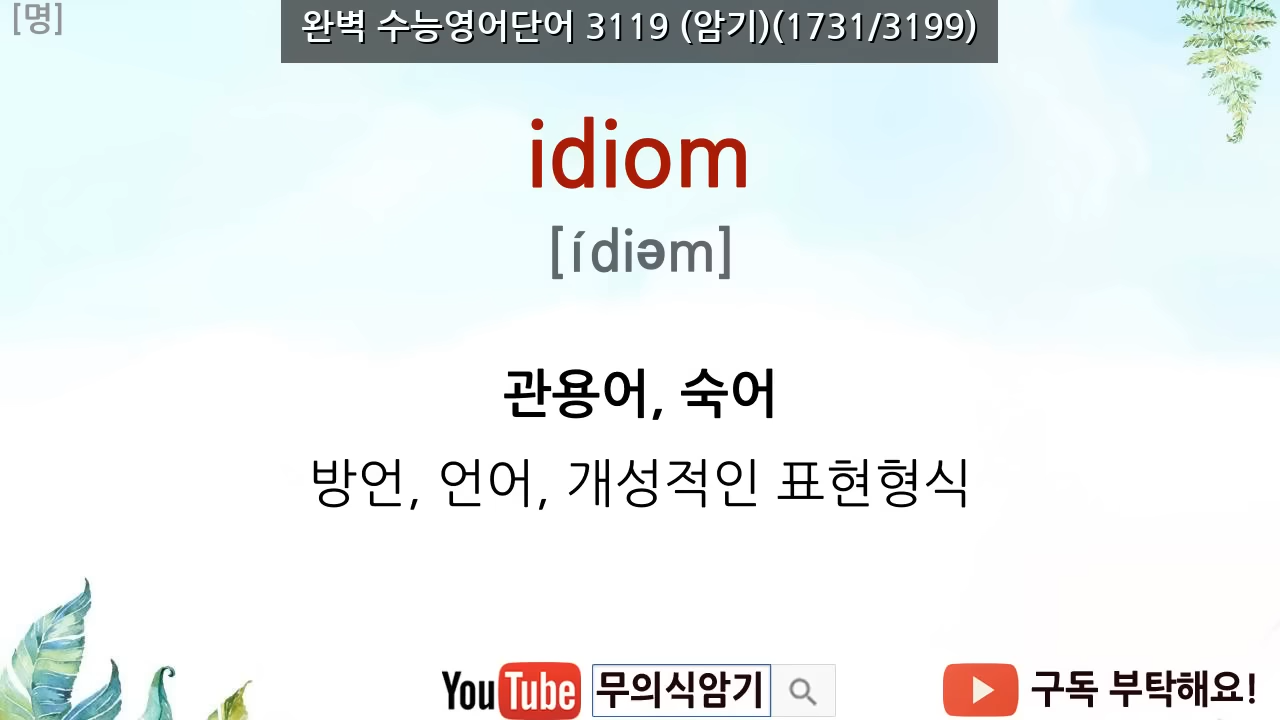 [명]
완벽 수능영어단어 3119 (암기)(1731/3199)
idiom
[ídiəm]
관용어, 숙어
방언, 언어, 개성적인 표현형식
YouTube 무의식암기
구독 부탁해요!